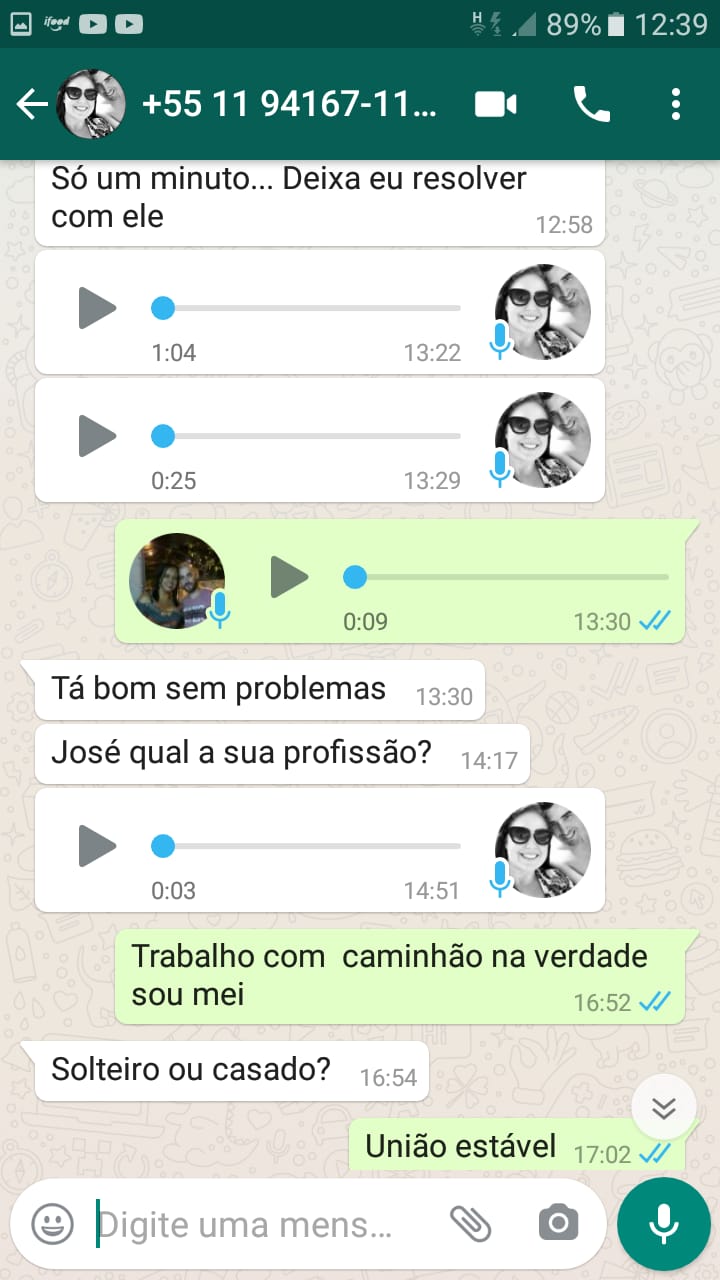 ifood
H
89%
12:39
+55 11 94167-11...
Só um minuto... Deixa eu resolver
com ele
12:58
1:04
13:22
0:25
13:29
0:09
13:30
Tá bom sem problemas
13:30
José qual a sua profissão?
14:17
0:03
14:51
Trabalho com caminhão na verdade
sou mei
16:52
Solteiro ou casado?
16:54
União estável
17:02
Digite uma mens...